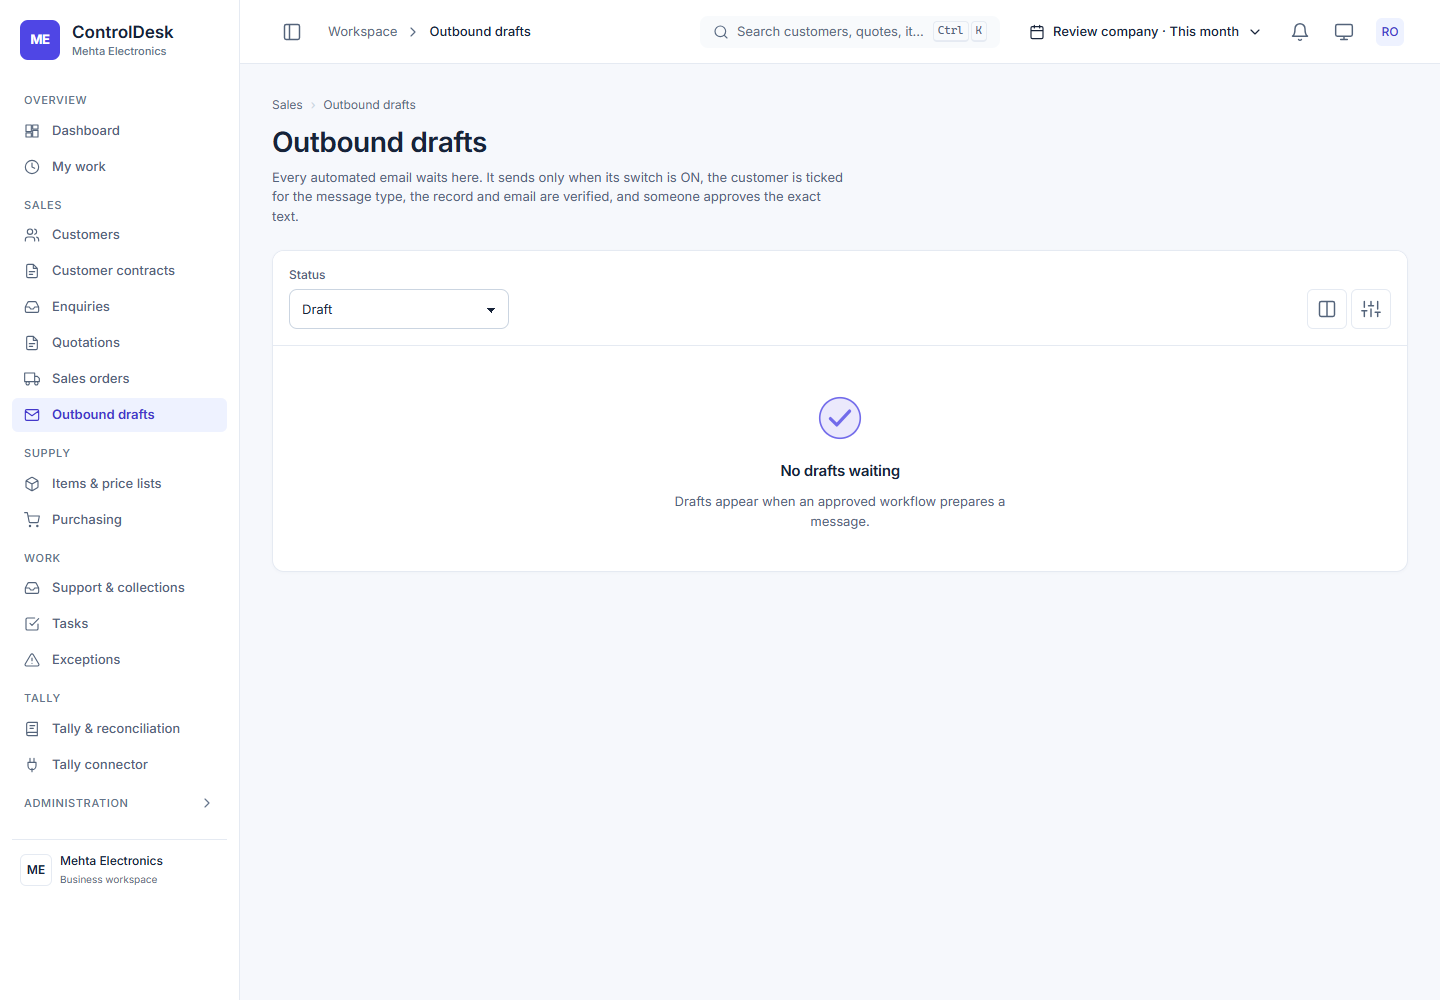 ME
ControlDesk
Mehta Electronics
OVERVIEW
Dashboard
My work
SALES
Customers
Customer contracts
Enquiries
Quotations
Sales orders
Outbound drafts
SUPPLY
Items & price lists
Purchasing
WORK
Support & collections
Tasks
Exceptions
TALLY
Tally & reconciliation
Tally connector
ADMINISTRATION
ME
Mehta Electronics
Business workspace
Workspace > Outbound drafts
Search customers, quotes, it... Ctrl K
Review company · This month
RO
Sales › Outbound drafts
Outbound drafts
Every automated email waits here. It sends only when its switch is ON, the customer is ticked
for the message type, the record and email are verified, and someone approves the exact
text.
Status
Draft
No drafts waiting
Drafts appear when an approved workflow prepares a
message.